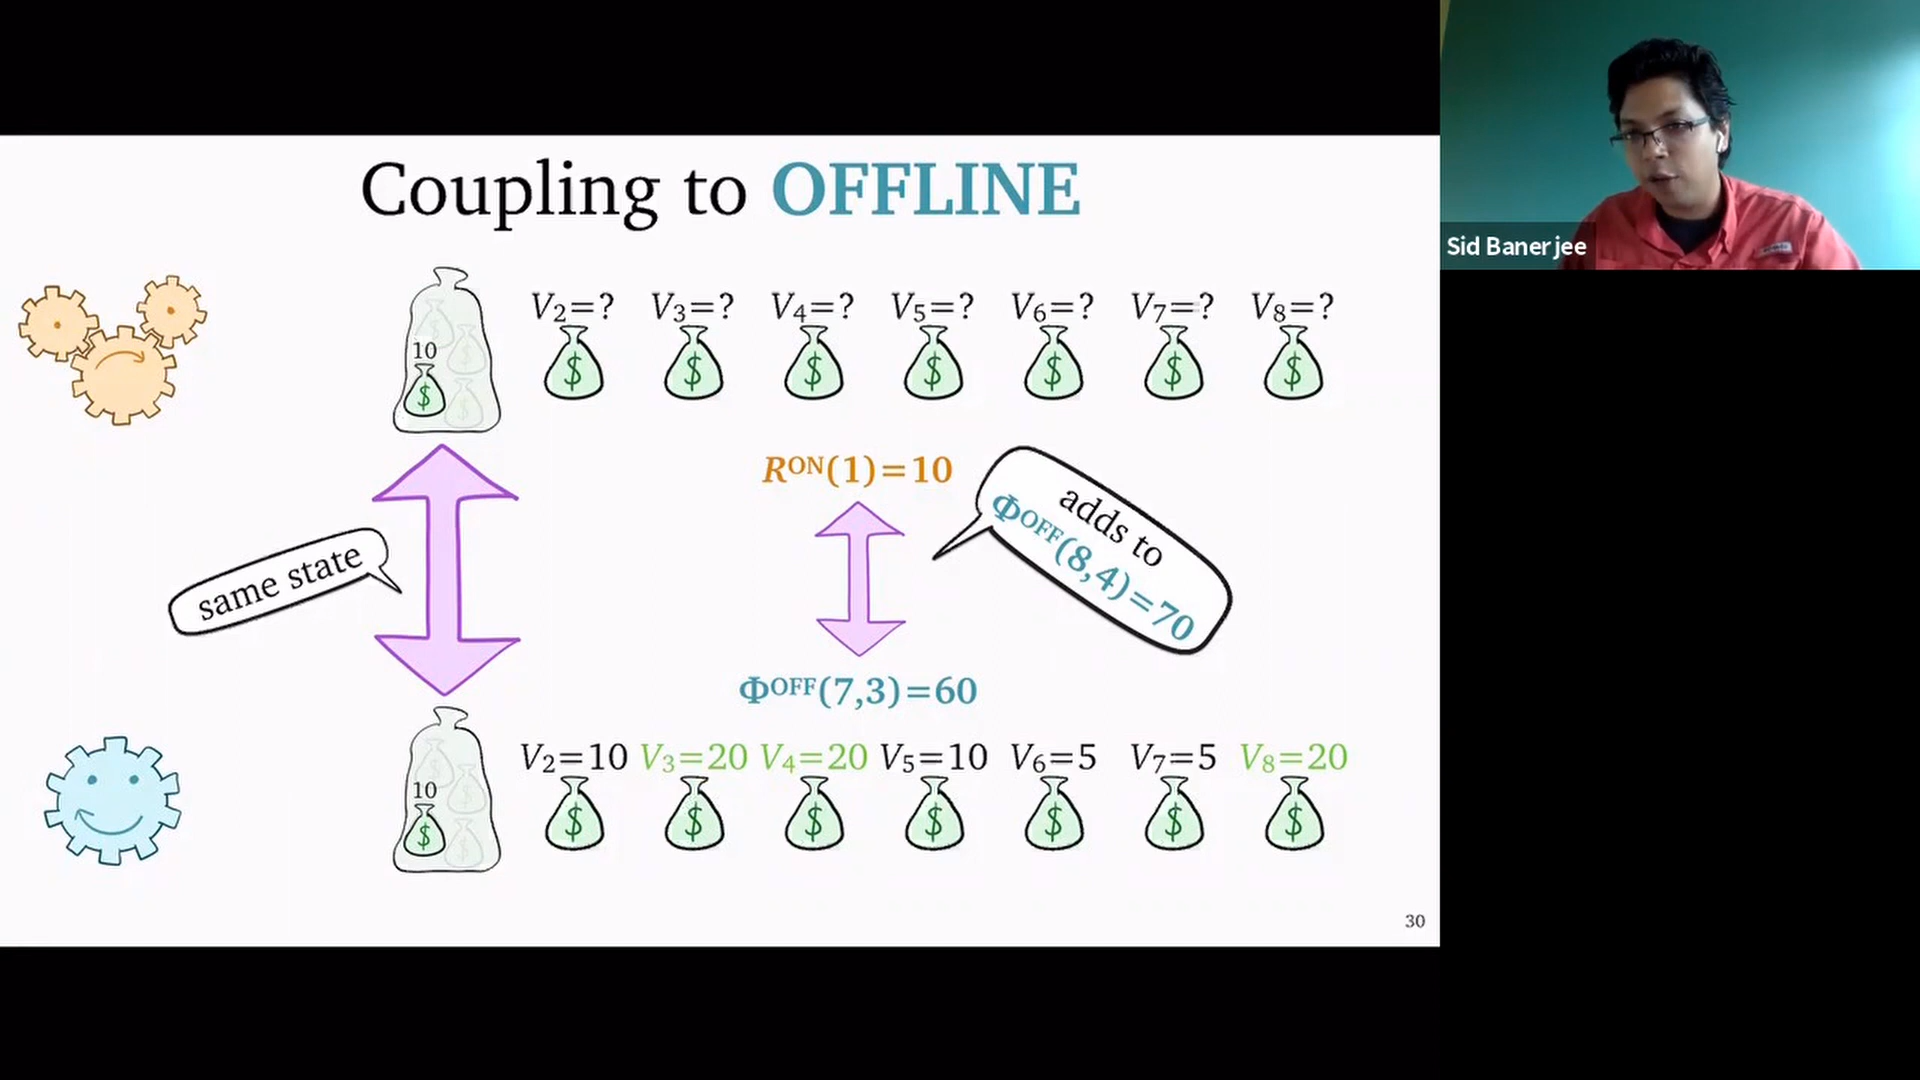 Coupling to OFFLINE
Sid Banerjee
V₂=? V₃=? V₄=? V₅=? V₆=? V₇=? V₈=?
10
$ $ $ $ $ $ $ $
Rᴼᴺ(1)=10
adds to
Φᴼᶠᶠ(8,4)=70
same state
Φᴼᶠᶠ(7,3)=60
V₂=10 V₃=20 V₄=20 V₅=10 V₆=5 V₇=5 V₈=20
10
$ $ $ $ $ $ $ $
30